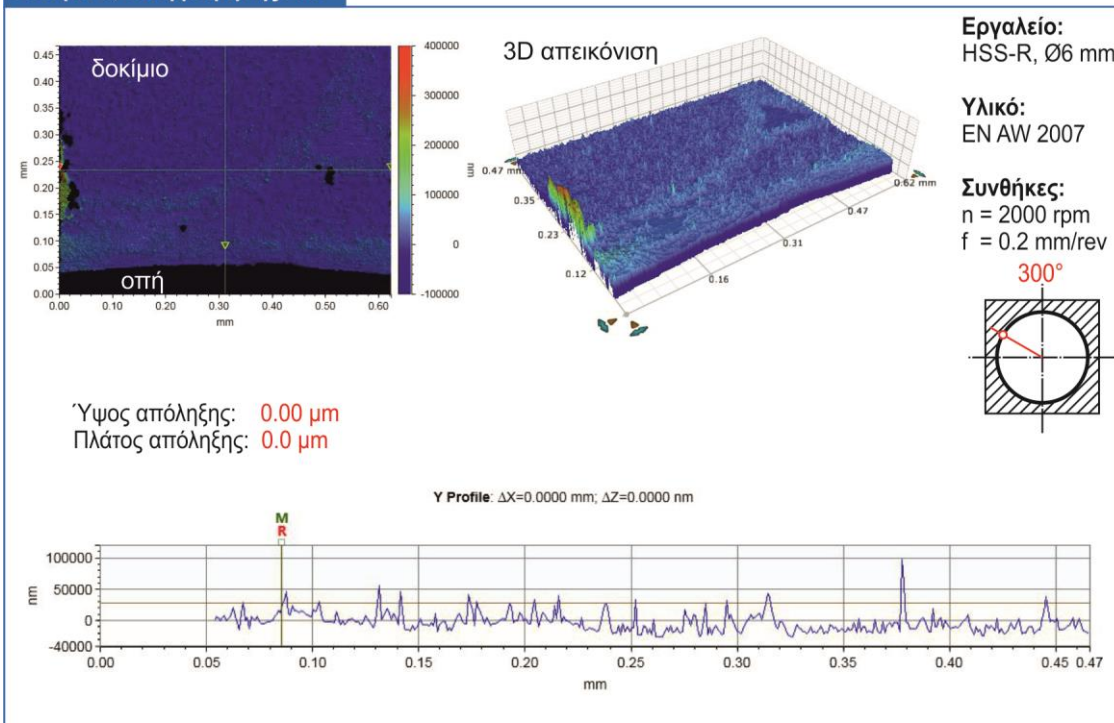 δοκίμιο
οπή
mm
0.45
0.40
0.35
0.30
0.25
0.20
0.15
0.10
0.05
0.00
0.00 0.10 0.20 0.30 0.40 0.50 0.60
mm
400000
300000
200000
100000
0
-100000
nm
3D απεικόνιση
0.47 mm
0.35
0.23
0.12
0.16
0.31
0.47
0.62 mm
Εργαλείο:
HSS-R, Ø6 mm
Υλικό:
EN AW 2007
Συνθήκες:
n = 2000 rpm
f = 0.2 mm/rev
300°
Ύψος απόληξης: 0.00 μm
Πλάτος απόληξης: 0.0 μm
Y Profile: ΔX=0.0000 mm; ΔZ=0.0000 nm
M
R
nm
100000
50000
0
-40000
0.00 0.05 0.10 0.15 0.20 0.25 0.30 0.35 0.40 0.45 0.47
mm